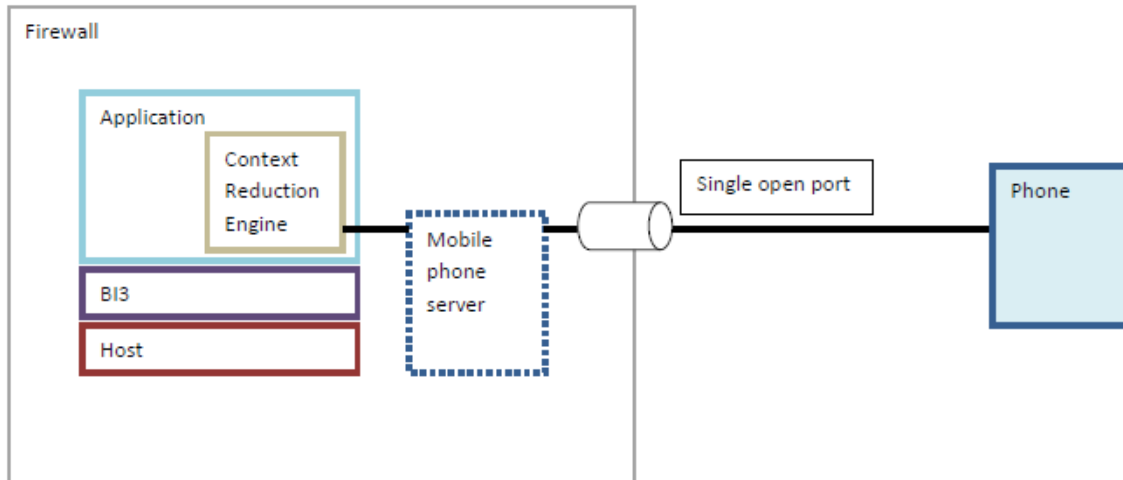 Firewall
Application
Context
Reduction
Engine
BI3
Host
Mobile
phone
server
Single open port
Phone